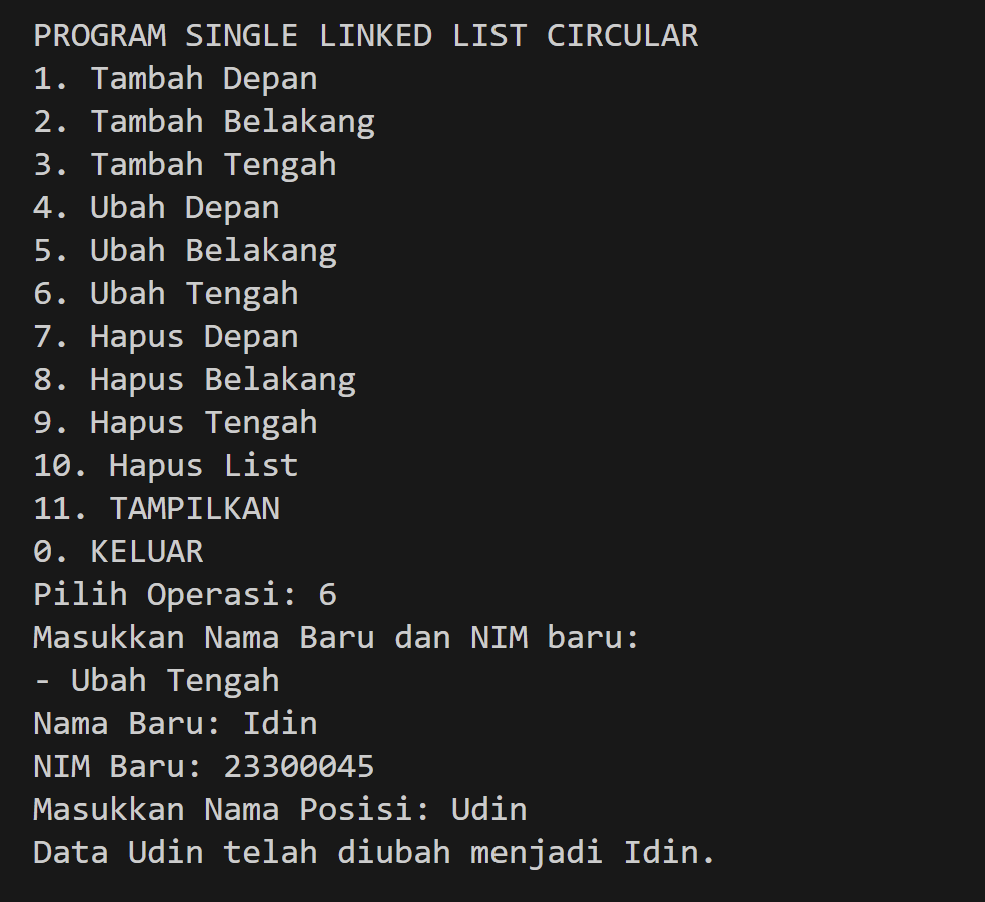 PROGRAM SINGLE LINKED LIST CIRCULAR
1. Tambah Depan
2. Tambah Belakang
3. Tambah Tengah
4. Ubah Depan
5. Ubah Belakang
6. Ubah Tengah
7. Hapus Depan
8. Hapus Belakang
9. Hapus Tengah
10. Hapus List
11. TAMPILKAN
0. KELUAR
Pilih Operasi: 6
Masukkan Nama Baru dan NIM baru:
- Ubah Tengah
Nama Baru: Idin
NIM Baru: 23300045
Masukkan Nama Posisi: Udin
Data Udin telah diubah menjadi Idin.